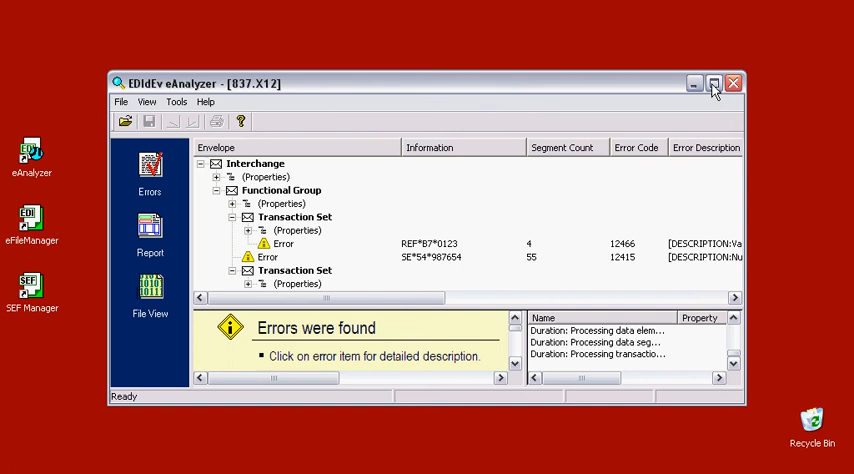 EDIdEv eAnalyzer - [837.X12]
File View Tools Help
Envelope Information Segment Count Error Code Error Description
Interchange
(Properties)
Functional Group
(Properties)
Transaction Set
(Properties)
Error REF*B7*0123 4 12466 [DESCRIPTION:Va
Error SE*54*987654 55 12415 [DESCRIPTION:Nu
Transaction Set
(Properties)
Errors
Report
File View
Errors were found
Click on error item for detailed description.
Name Property
Duration: Processing data elem...
Duration: Processing data seg...
Duration: Processing transactio...
Ready
eAnalyzer
EDI
eFileManager
SEF
SEF Manager
Recycle Bin